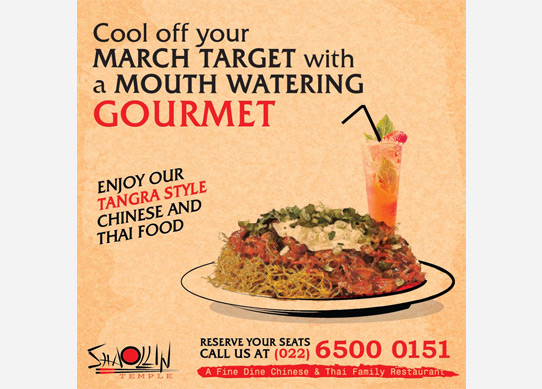 Cool off your
MARCH TARGET with
a MOUTH WATERING
GOURMET
ENJOY OUR
TANGRA STYLE
CHINESE AND
THAI FOOD
SHAOLLIN
TEMPLE
RESERVE YOUR SEATS
CALL US AT (022) 6500 0151
A Fine Dine Chinese & Thai Family Restaurant